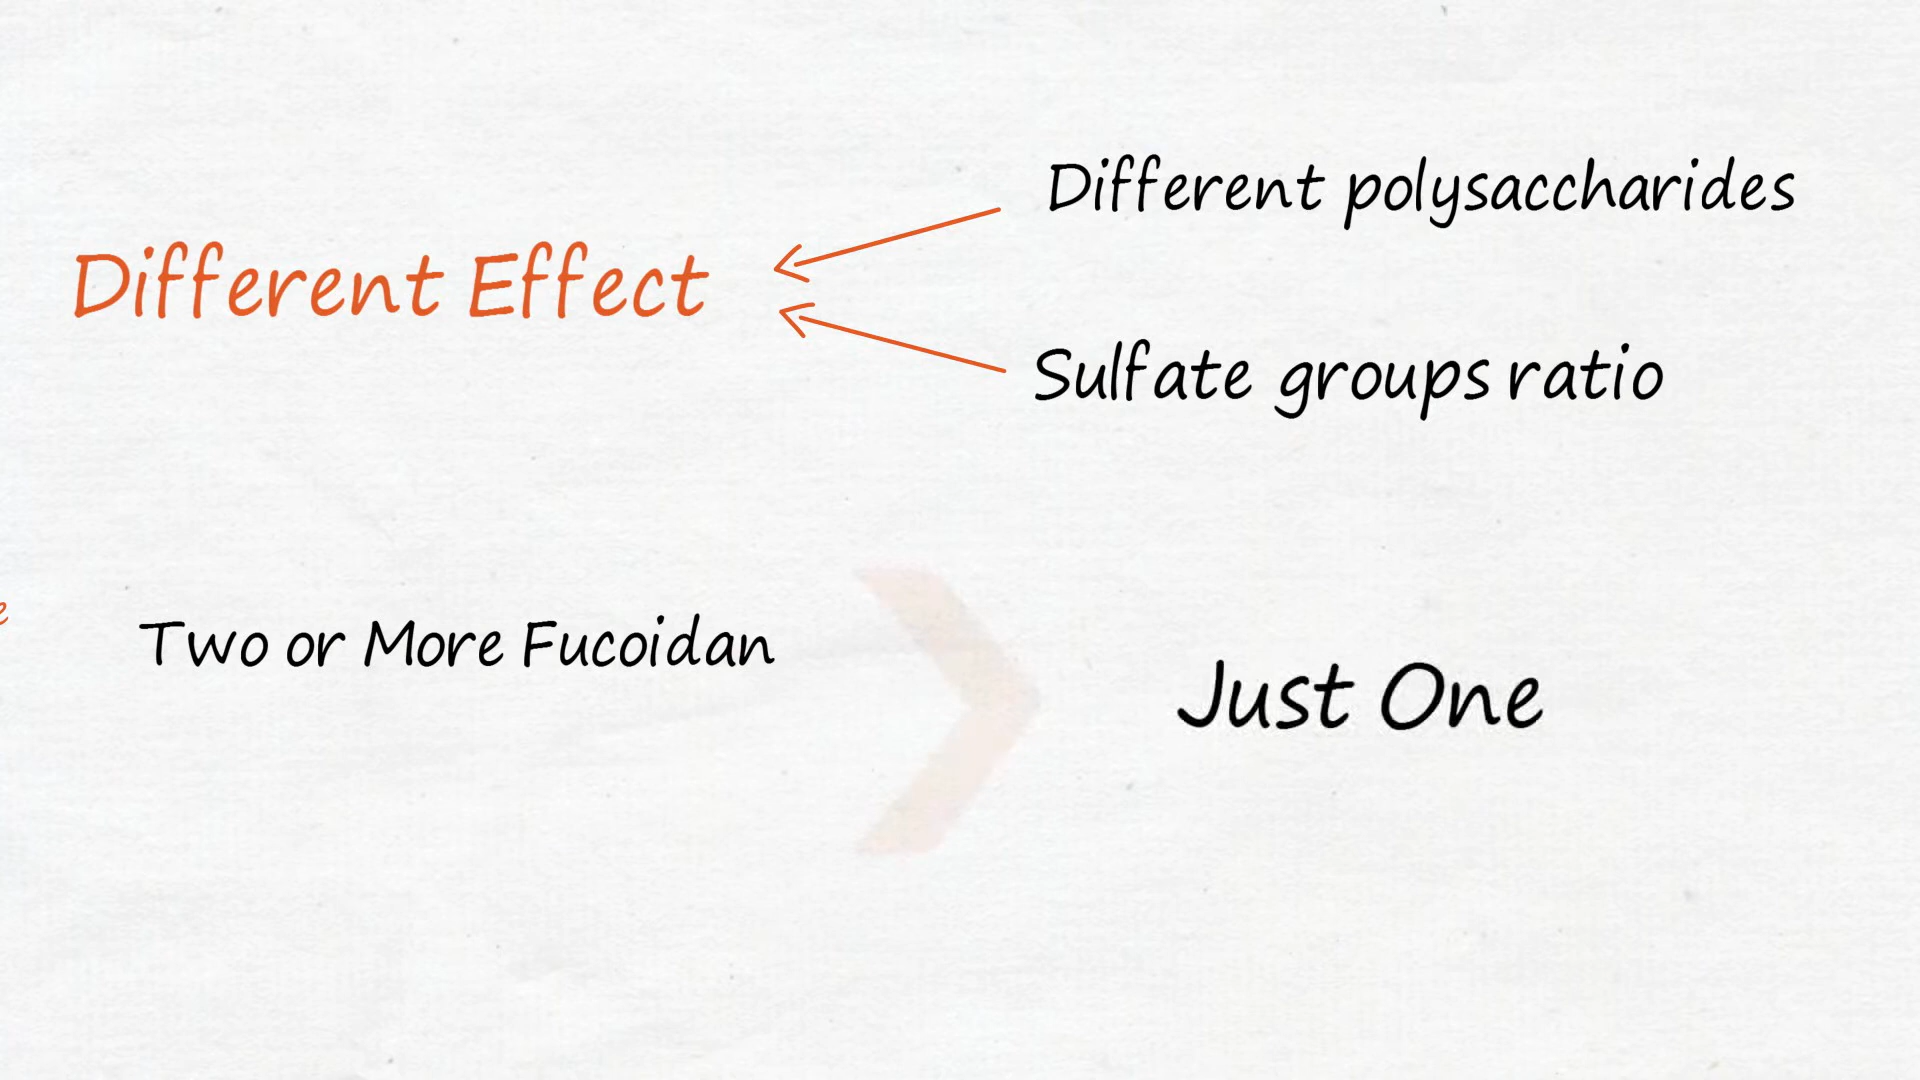 Different polysaccharides
Different Effect
Sulfate groups ratio
Two or More Fucoidan
Just One